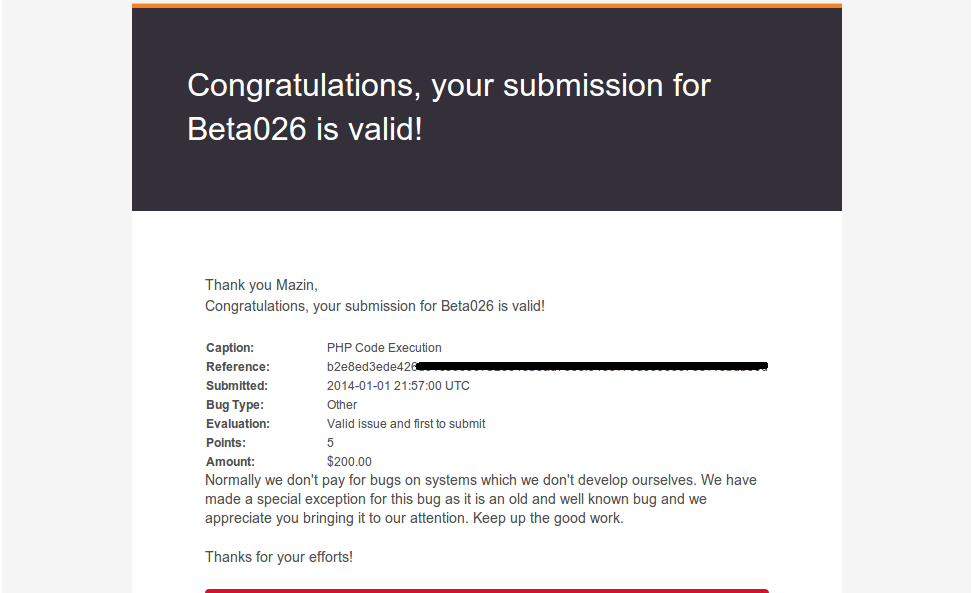 Congratulations, your submission for
Beta026 is valid!
Thank you Mazin,
Congratulations, your submission for Beta026 is valid!
Caption: PHP Code Execution
Reference: b2e8ed3ede426
Submitted: 2014-01-01 21:57:00 UTC
Bug Type: Other
Evaluation: Valid issue and first to submit
Points: 5
Amount: $200.00
Normally we don't pay for bugs on systems which we don't develop ourselves. We have
made a special exception for this bug as it is an old and well known bug and we
appreciate you bringing it to our attention. Keep up the good work.
Thanks for your efforts!